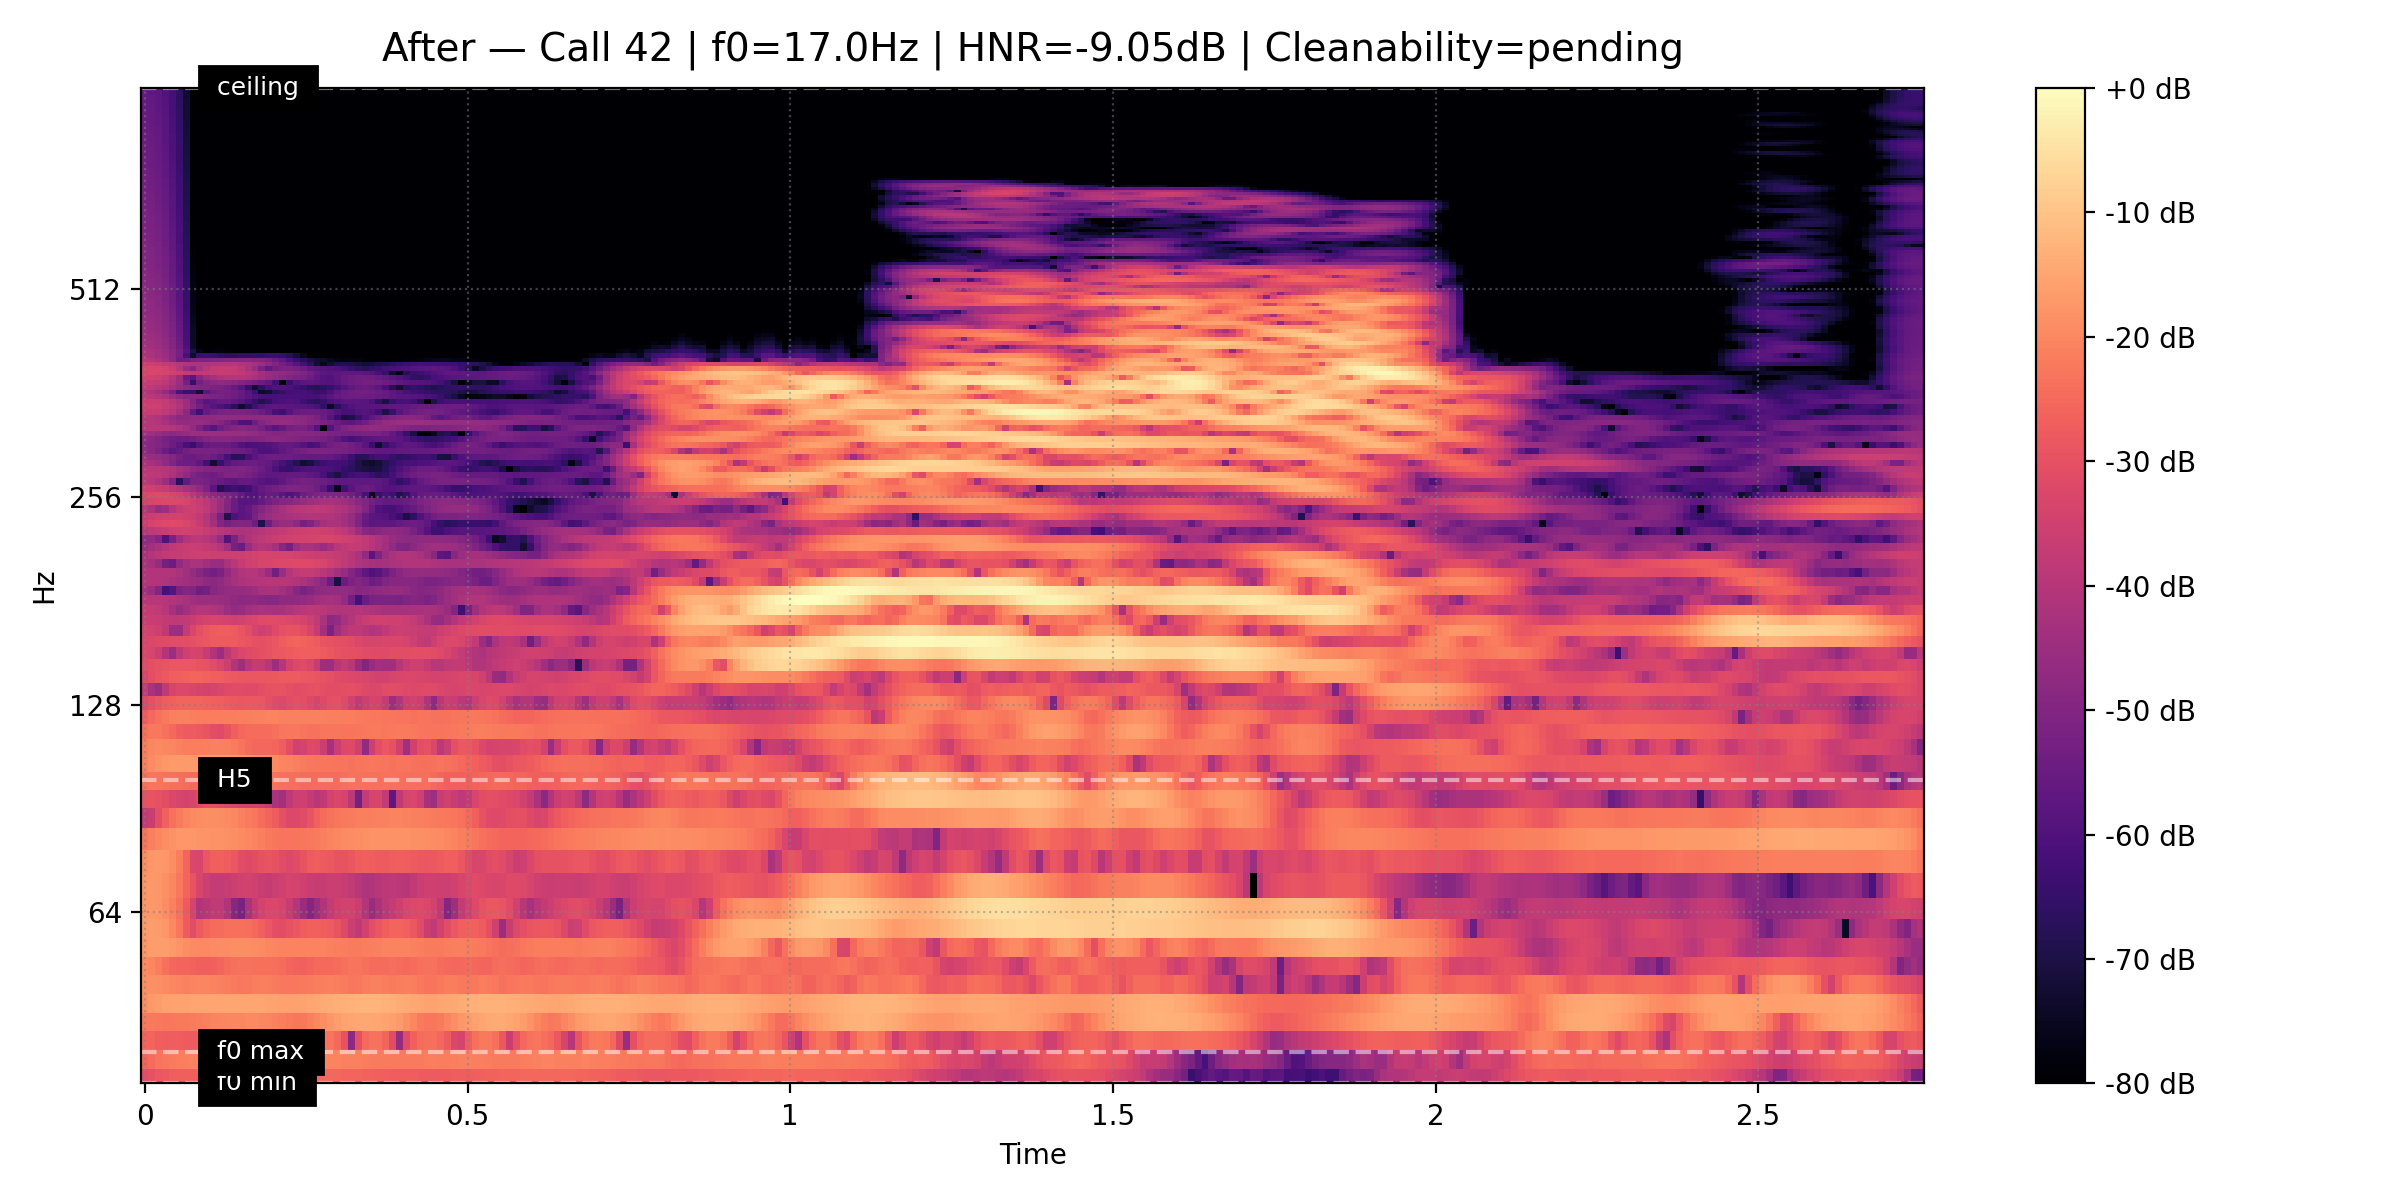 After — Call 42 | f0=17.0Hz | HNR=-9.05dB | Cleanability=pending
ceiling
H5
f0 max
f0 min
512
256
128
64
Hz
0
0.5
1
1.5
2
2.5
Time
+0 dB
-10 dB
-20 dB
-30 dB
-40 dB
-50 dB
-60 dB
-70 dB
-80 dB